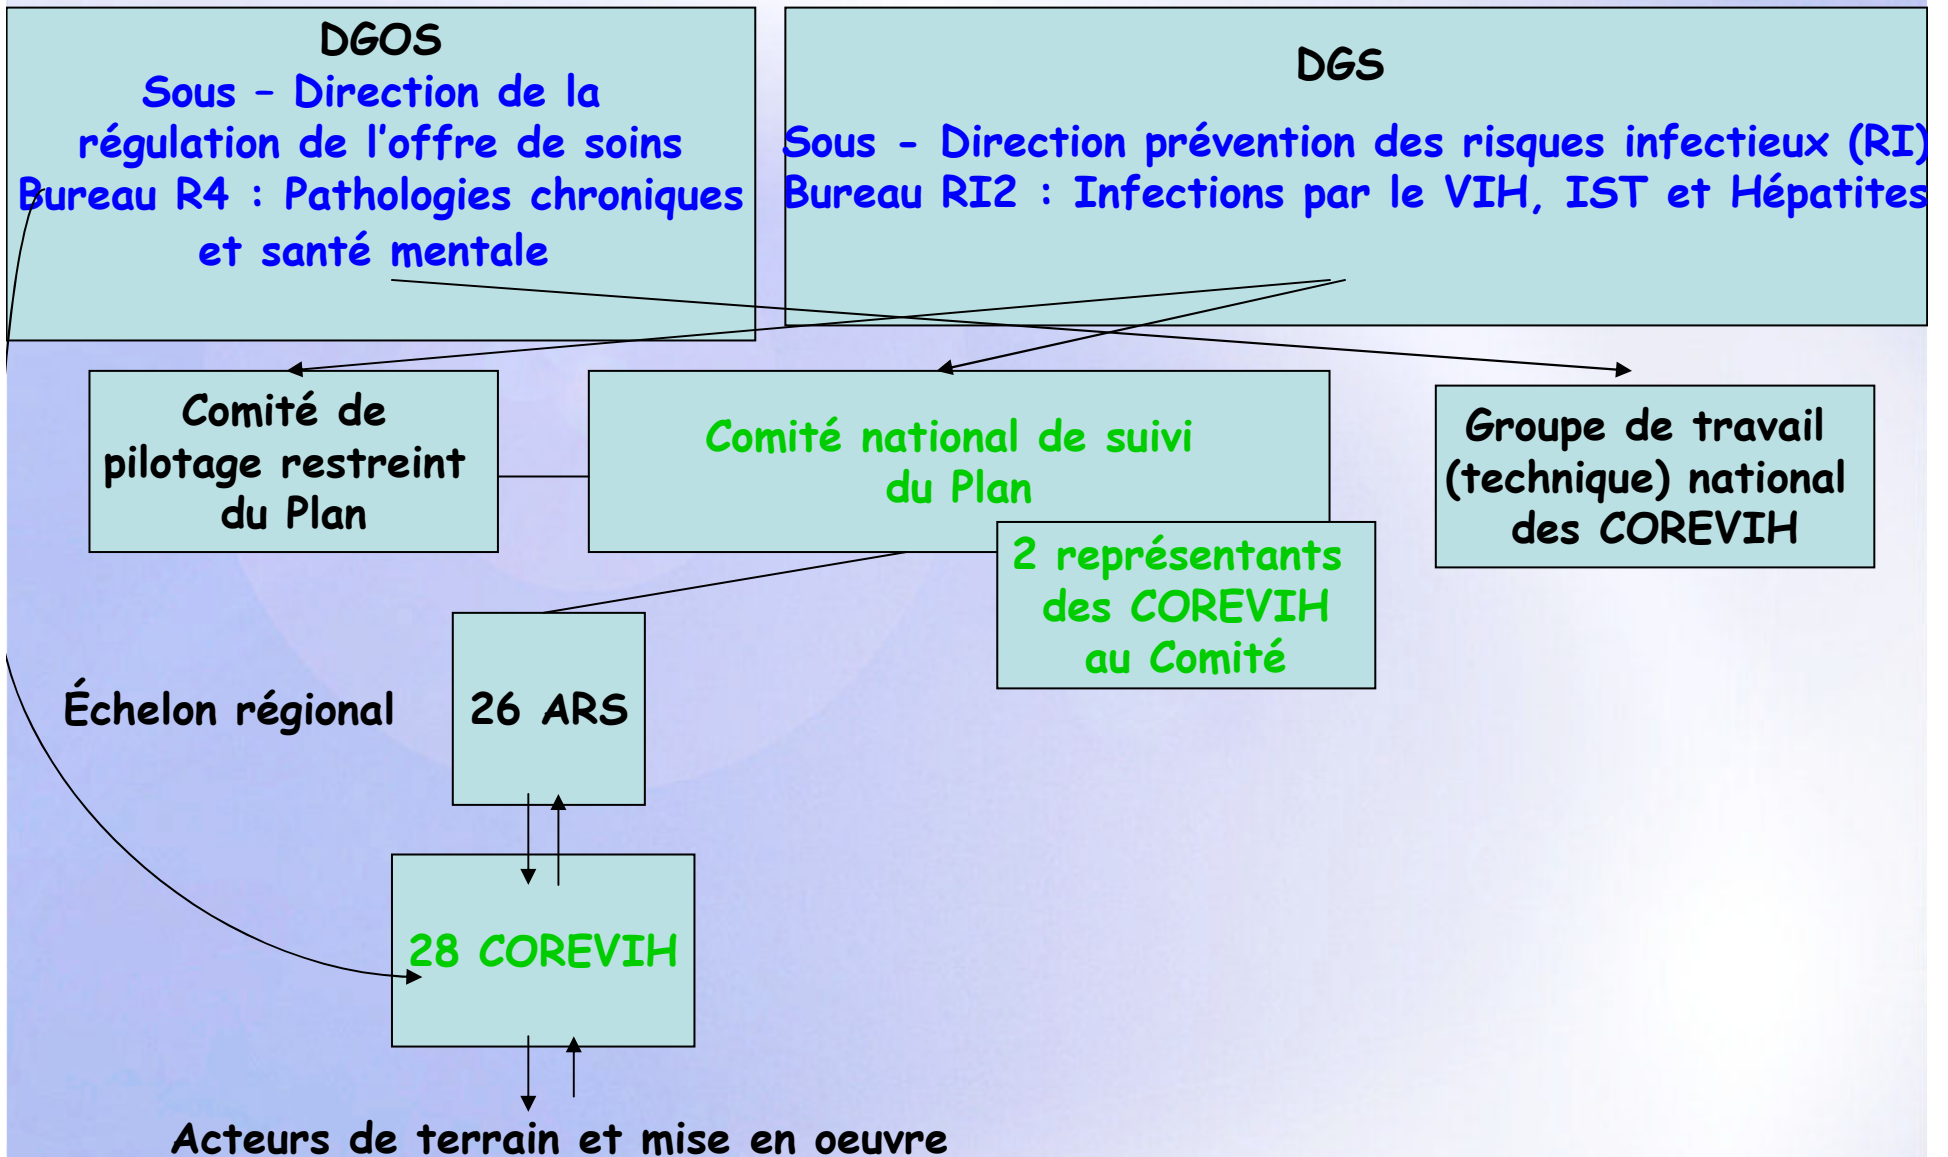 DGOS
Sous – Direction de la
régulation de l'offre de soins
Bureau R4 : Pathologies chroniques
et santé mentale
DGS
Sous - Direction prévention des risques infectieux (RI)
Bureau RI2 : Infections par le VIH, IST et Hépatites
Comité de
pilotage restreint
du Plan
Comité national de suivi
du Plan
Groupe de travail
(technique) national
des COREVIH
2 représentants
des COREVIH
au Comité
Échelon régional
26 ARS
28 COREVIH
Acteurs de terrain et mise en oeuvre